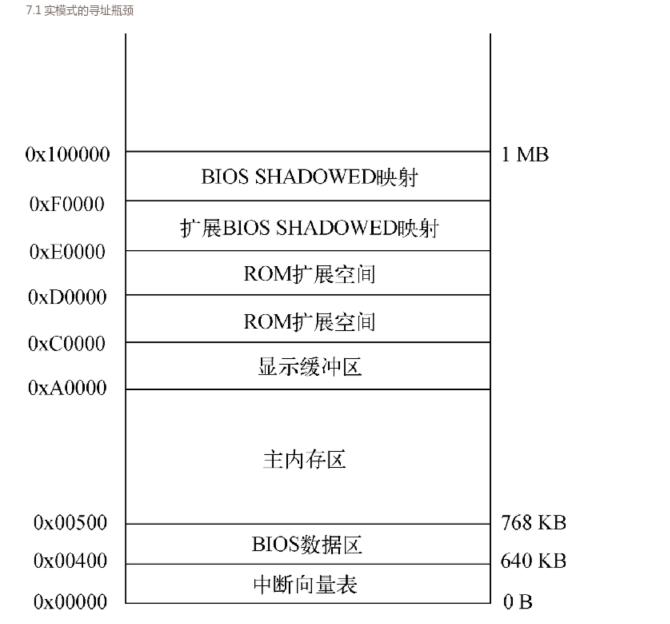 7.1 实模式的寻址瓶颈
0x100000 1 MB
BIOS SHADOWED映射
0xF0000
扩展BIOS SHADOWED映射
0xE0000
ROM扩展空间
0xD0000
ROM扩展空间
0xC0000
显示缓冲区
0xA0000
主内存区
0x00500 768 KB
BIOS数据区
0x00400 640 KB
中断向量表
0x00000 0 B